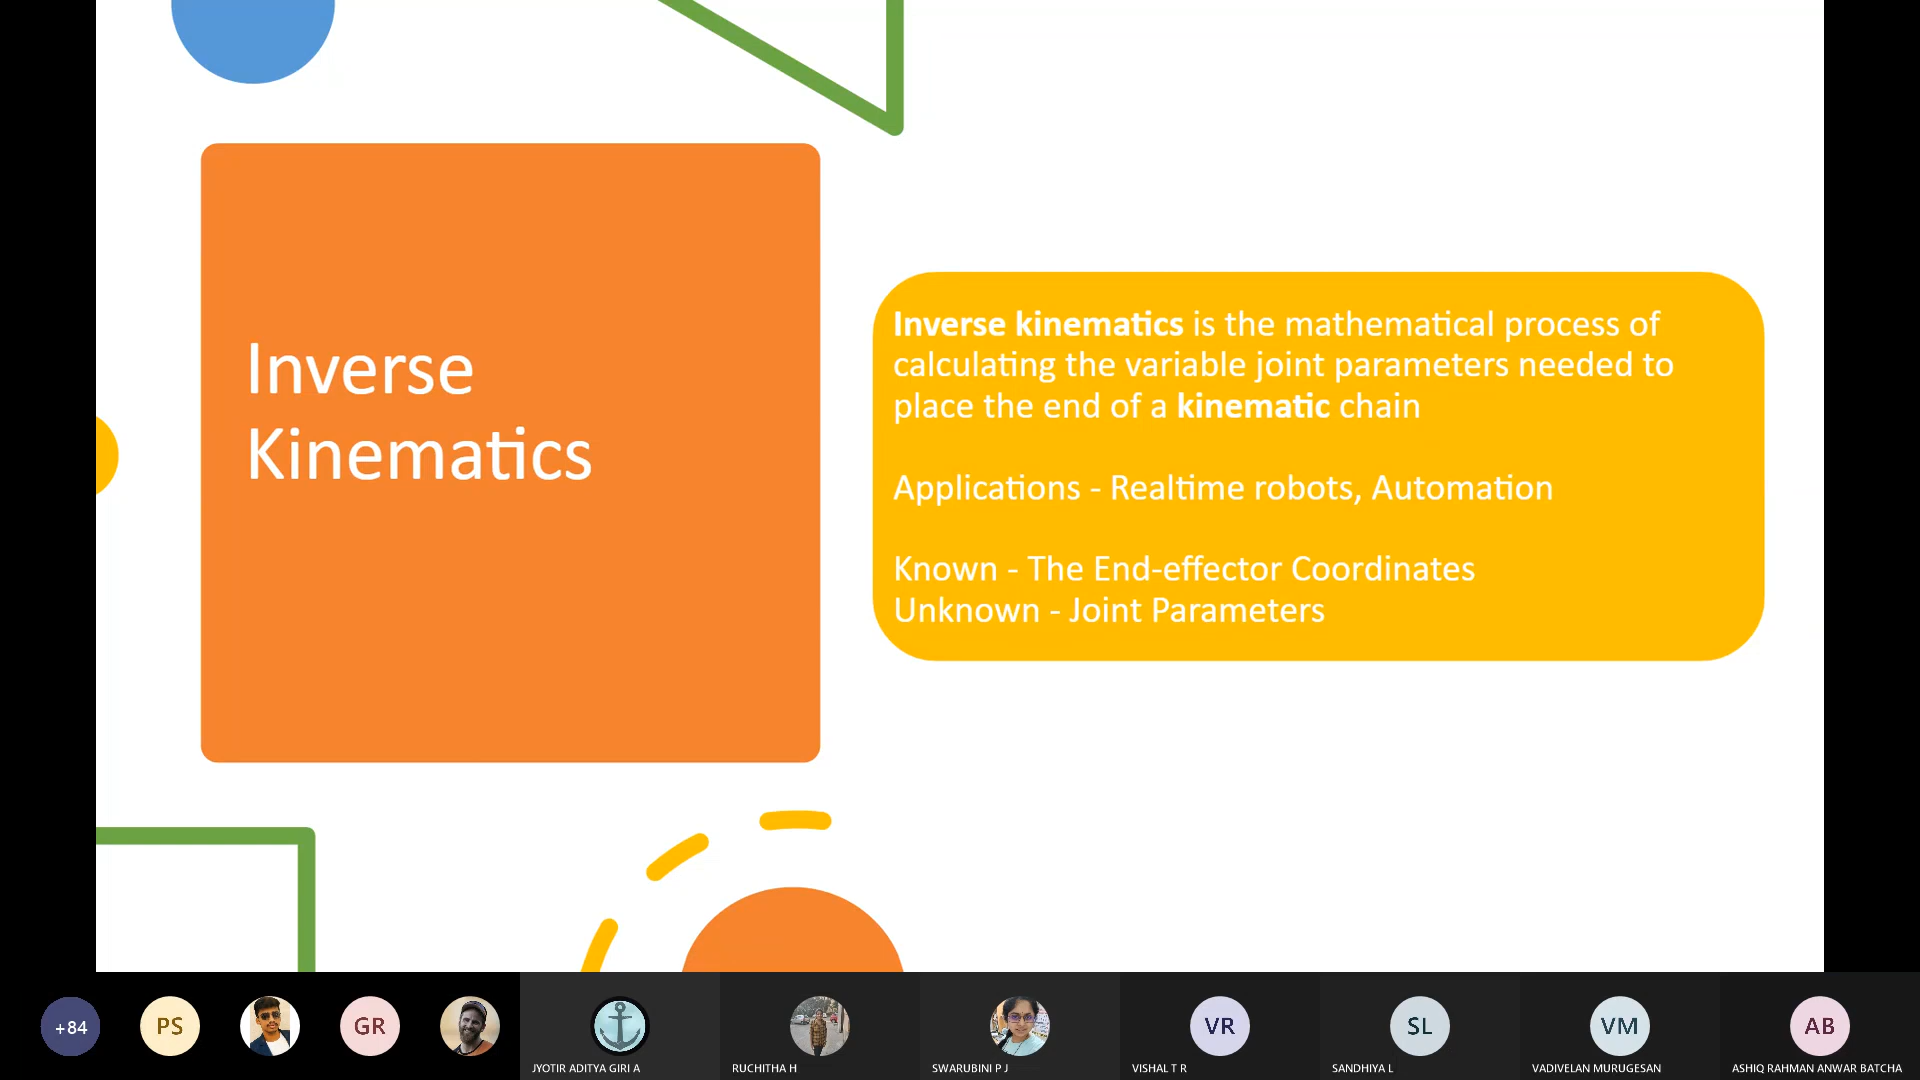 Inverse
Kinematics
Inverse kinematics is the mathematical process of
calculating the variable joint parameters needed to
place the end of a kinematic chain
Applications - Realtime robots, Automation
Known - The End-effector Coordinates
Unknown - Joint Parameters
+84
PS
GR
VR
SL
VM
AB
JYOTIR ADITYA GIRI A
RUCHITHA H
SWARUBINI P J
VISHAL T R
SANDHIYA L
VADIVELAN MURUGESAN
ASHIQ RAHMAN ANWAR BATCHA